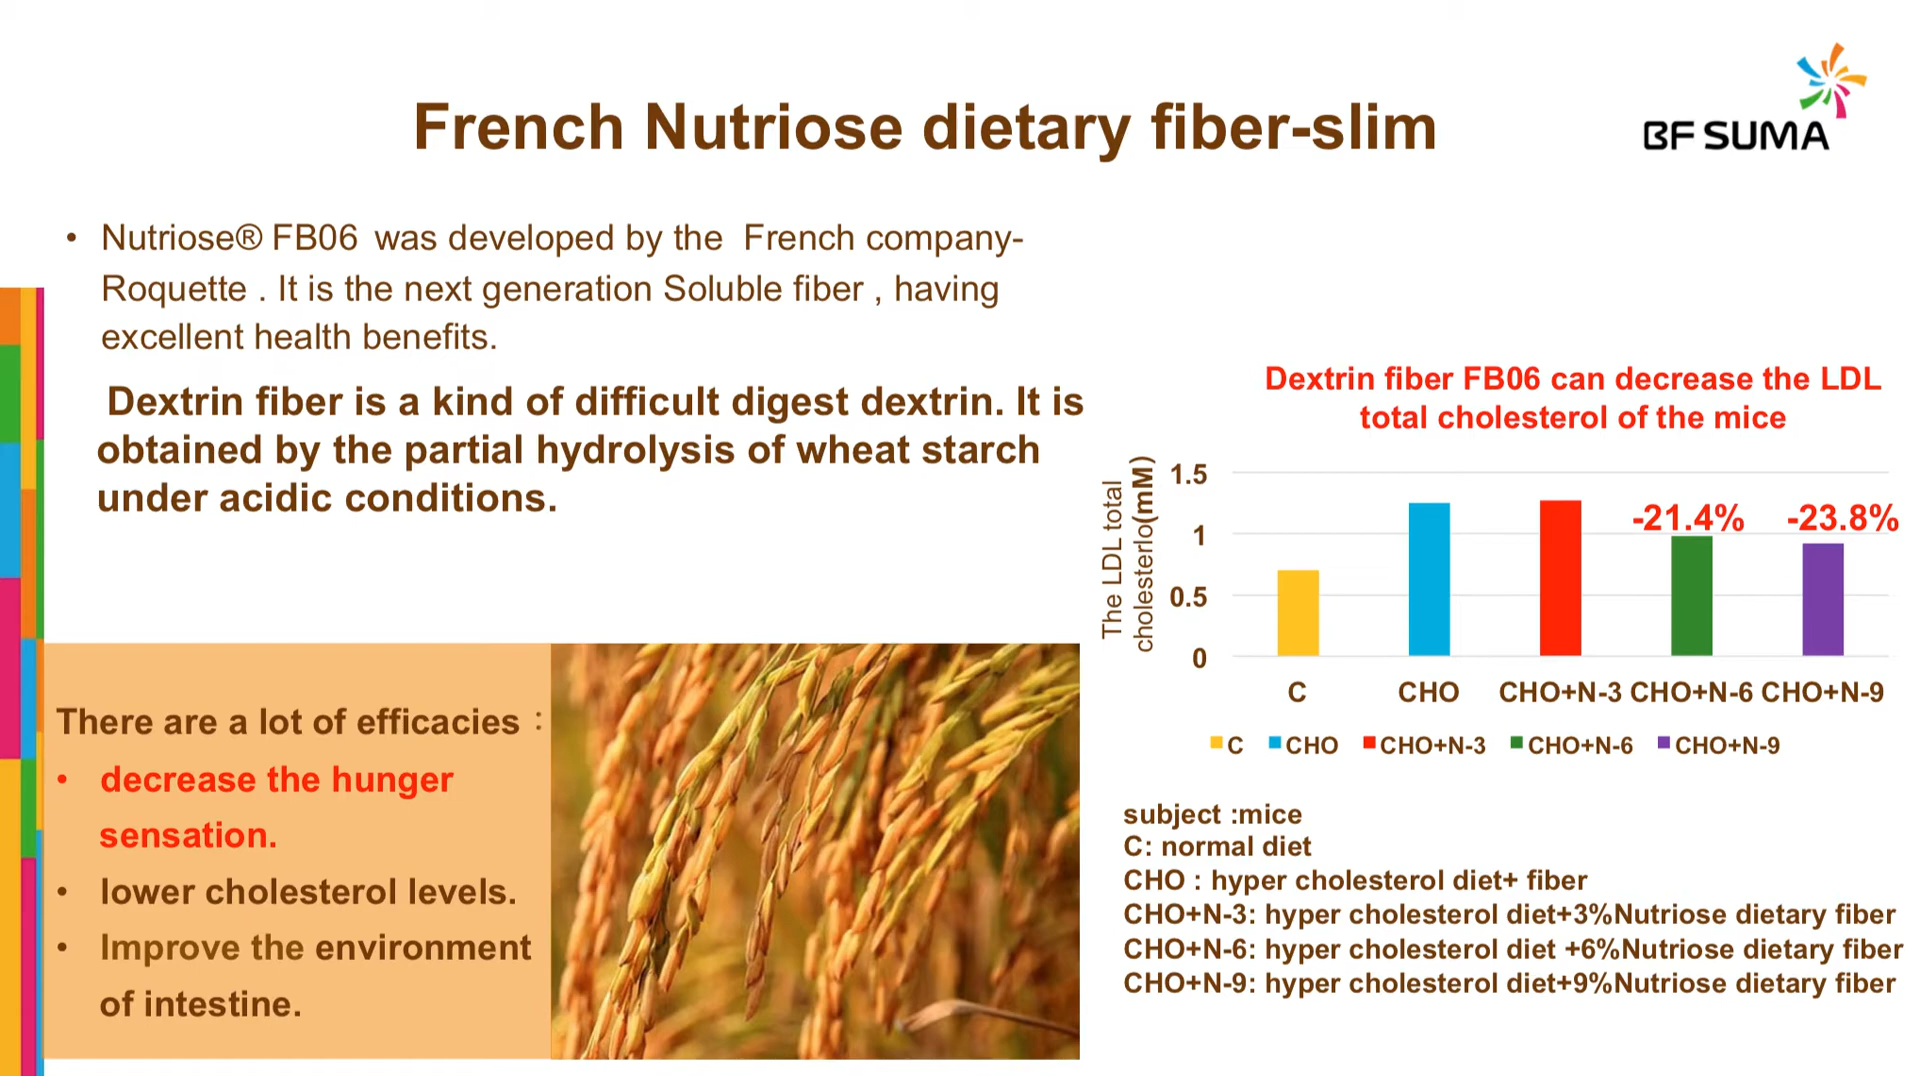 French Nutriose dietary fiber-slim
BF SUMA
• Nutriose® FB06 was developed by the French company-
Roquette . It is the next generation Soluble fiber , having
excellent health benefits.
Dextrin fiber is a kind of difficult digest dextrin. It is
obtained by the partial hydrolysis of wheat starch
under acidic conditions.
There are a lot of efficacies：
• decrease the hunger
sensation.
• lower cholesterol levels.
• Improve the environment
of intestine.
Dextrin fiber FB06 can decrease the LDL
total cholesterol of the mice
The LDL total
cholesterlo(mM)
1.5
1
0.5
0
-21.4% -23.8%
C CHO CHO+N-3 CHO+N-6 CHO+N-9
C CHO CHO+N-3 CHO+N-6 CHO+N-9
subject :mice
C: normal diet
CHO : hyper cholesterol diet+ fiber
CHO+N-3: hyper cholesterol diet+3%Nutriose dietary fiber
CHO+N-6: hyper cholesterol diet +6%Nutriose dietary fiber
CHO+N-9: hyper cholesterol diet+9%Nutriose dietary fiber